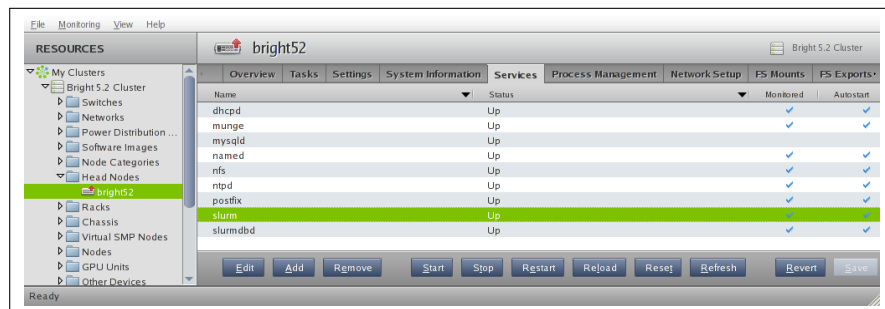 File Monitoring View Help
RESOURCES
bright52
Bright 5.2 Cluster
My Clusters
Bright 5.2 Cluster
Switches
Networks
Power Distribution ...
Software Images
Node Categories
Head Nodes
bright52
Racks
Chassis
Virtual SMP Nodes
Nodes
GPU Units
Other Devices
Overview Tasks Settings System Information Services Process Management Network Setup FS Mounts FS Exports
Name Status Monitored Autostart
dhcpd Up
munge Up
mysqld Up
named Up
nfs Up
ntpd Up
postfix Up
slurm Up
slurmdbd Up
Edit Add Remove Start Stop Restart Reload Reset Refresh Revert Save
Ready